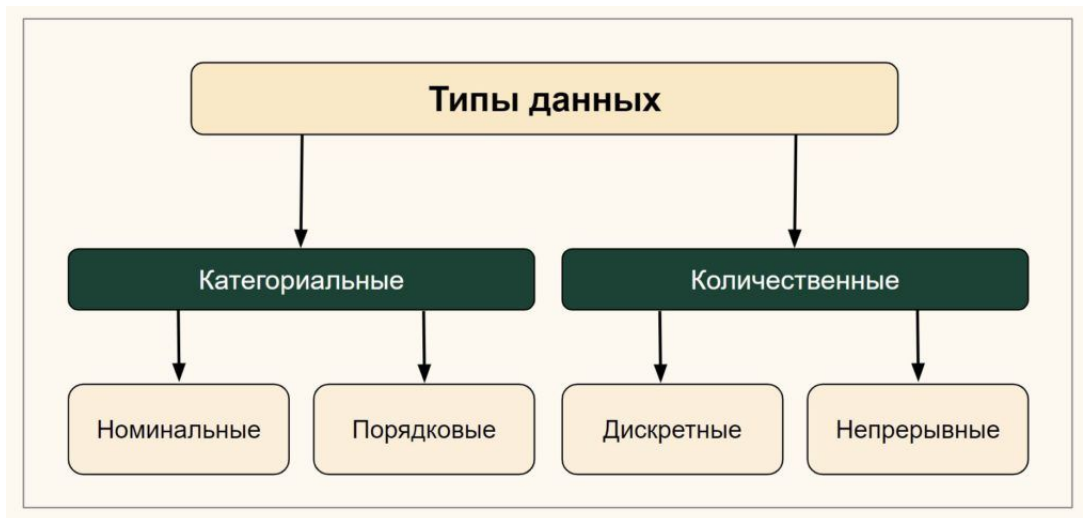 Типы данных
Категориальные
Количественные
Номинальные
Порядковые
Дискретные
Непрерывные